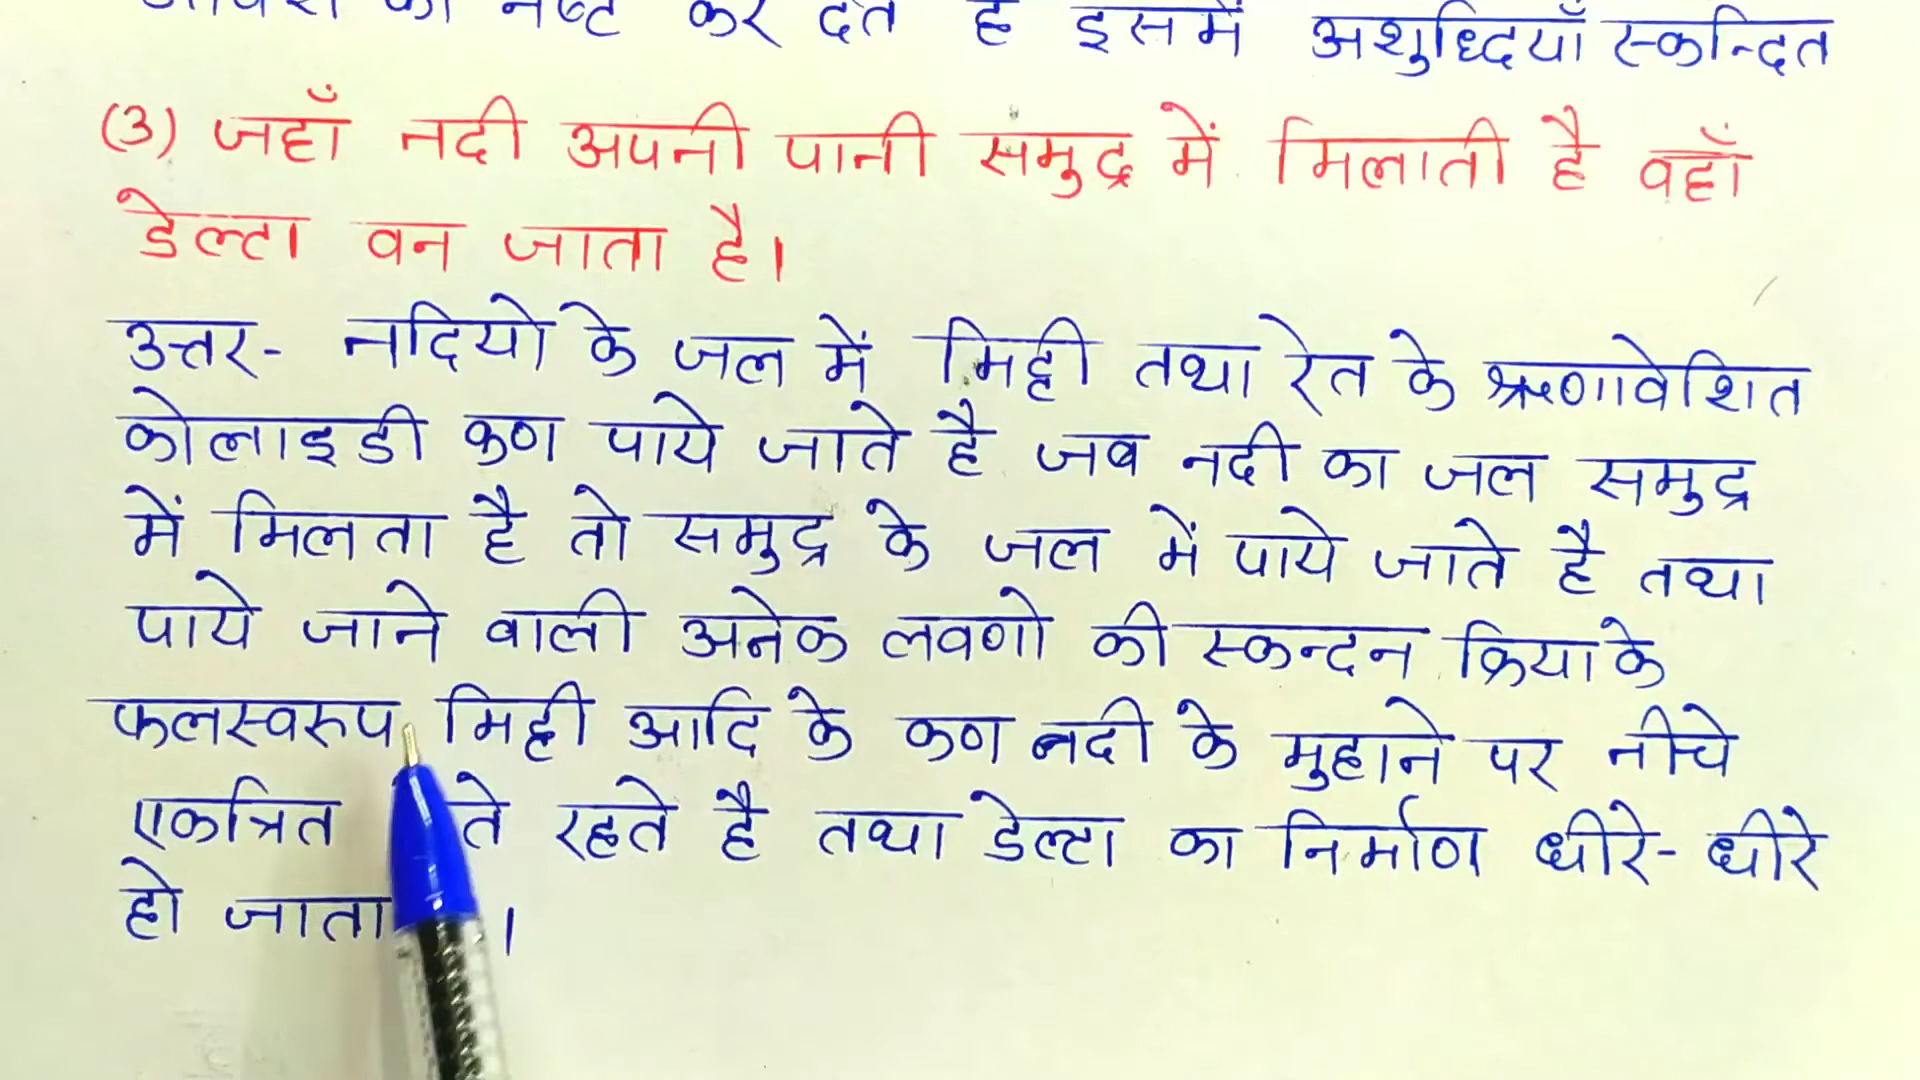 को नष्ट कर देते है इसमें अशुद्धियाँ स्कन्दित
(3) जहाँ नदी अपनी पानी समुद्र में मिलाती है वहाँ
डेल्टा वन जाता है।
उत्तर- नदियो के जल में मिट्टी तथा रेत के ऋणावेशित
कोलाइडी कण पाये जाते है जब नदी का जल समुद्र
में मिलता है तो समुद्र के जल में पाये जाते है तथा
पाये जाने वाली अनेक लवणो की स्कन्दन क्रिया के
फलस्वरुप मिट्टी आदि के कण नदी के मुहाने पर नीचे
एकत्रित ते रहते है तथा डेल्टा का निर्माण धीरे-धीरे
हो जाता ।